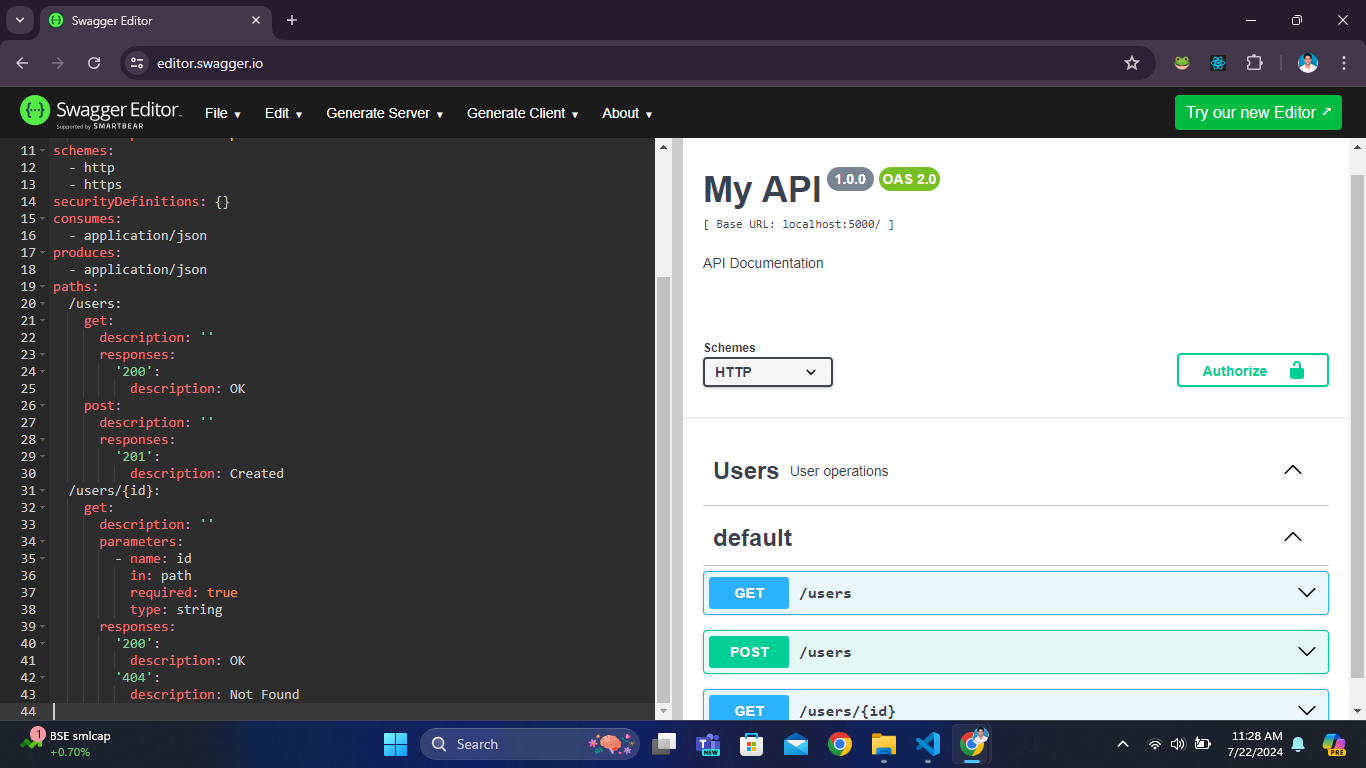 Swagger Editor
editor.swagger.io
Swagger Editor
Supported by SMARTBEAR
File
Edit
Generate Server
Generate Client
About
Try our new Editor
11 schemes:
12   - http
13   - https
14 securityDefinitions: {}
15 consumes:
16   - application/json
17 produces:
18   - application/json
19 paths:
20   /users:
21     get:
22       description: ''
23       responses:
24         '200':
25           description: OK
26     post:
27       description: ''
28       responses:
29         '201':
30           description: Created
31   /users/{id}:
32     get:
33       description: ''
34       parameters:
35         - name: id
36           in: path
37           required: true
38           type: string
39       responses:
40         '200':
41           description: OK
42         '404':
43           description: Not Found
44
My API 1.0.0 OAS 2.0
[ Base URL: localhost:5000/ ]
API Documentation
Schemes
HTTP
Authorize
Users User operations
default
GET /users
POST /users
GET /users/{id}
1
BSE smlcap
+0.70%
Search
NEW
11:28 AM
7/22/2024
PRE